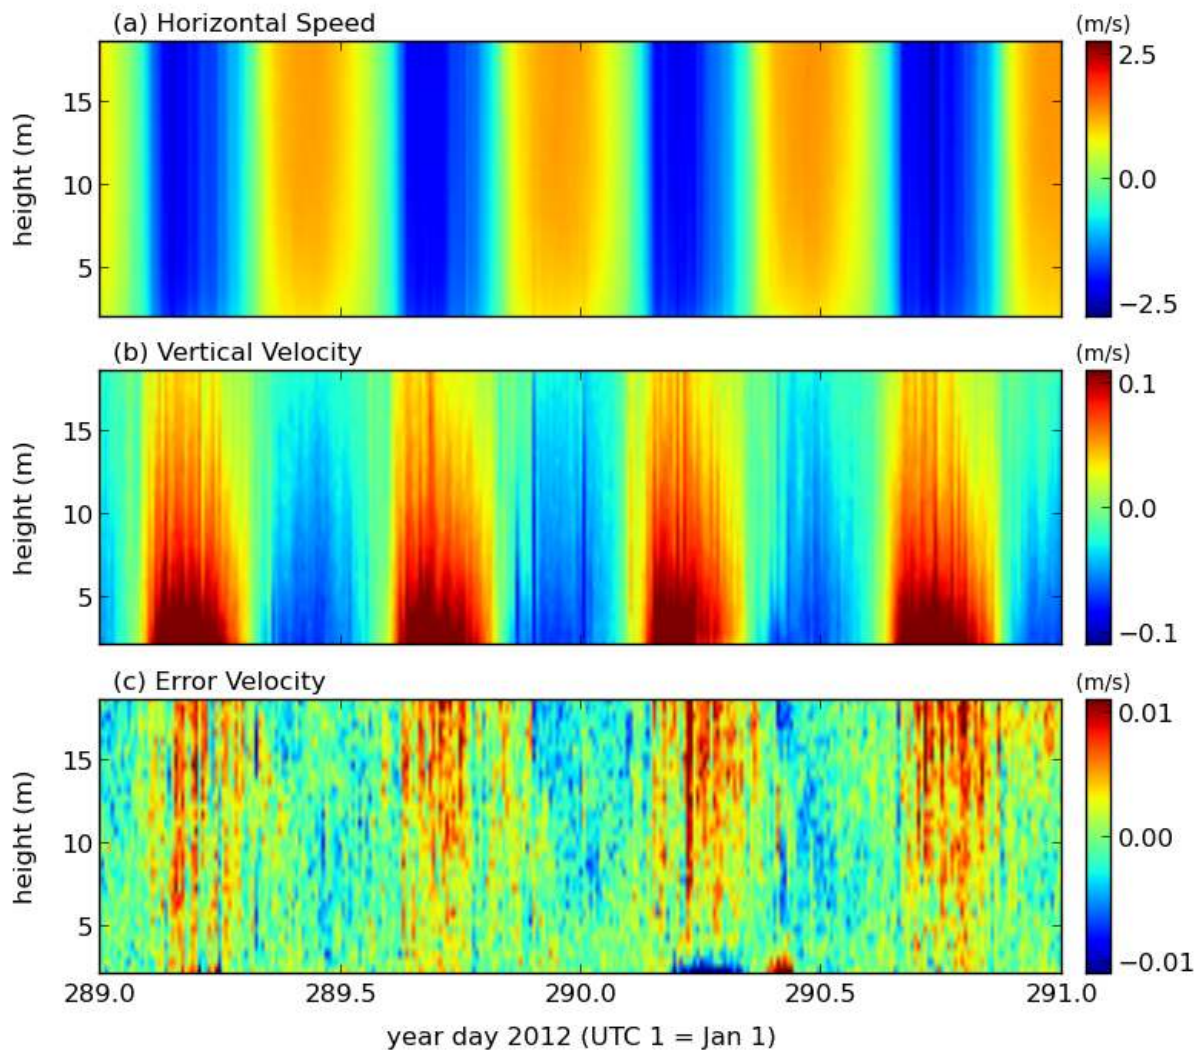 (a) Horizontal Speed
(m/s)
15
10
5
height (m)
2.5
0.0
−2.5
(b) Vertical Velocity
(m/s)
15
10
5
height (m)
0.1
0.0
−0.1
(c) Error Velocity
(m/s)
15
10
5
height (m)
0.01
0.00
−0.01
289.0 289.5 290.0 290.5 291.0
year day 2012 (UTC 1 = Jan 1)